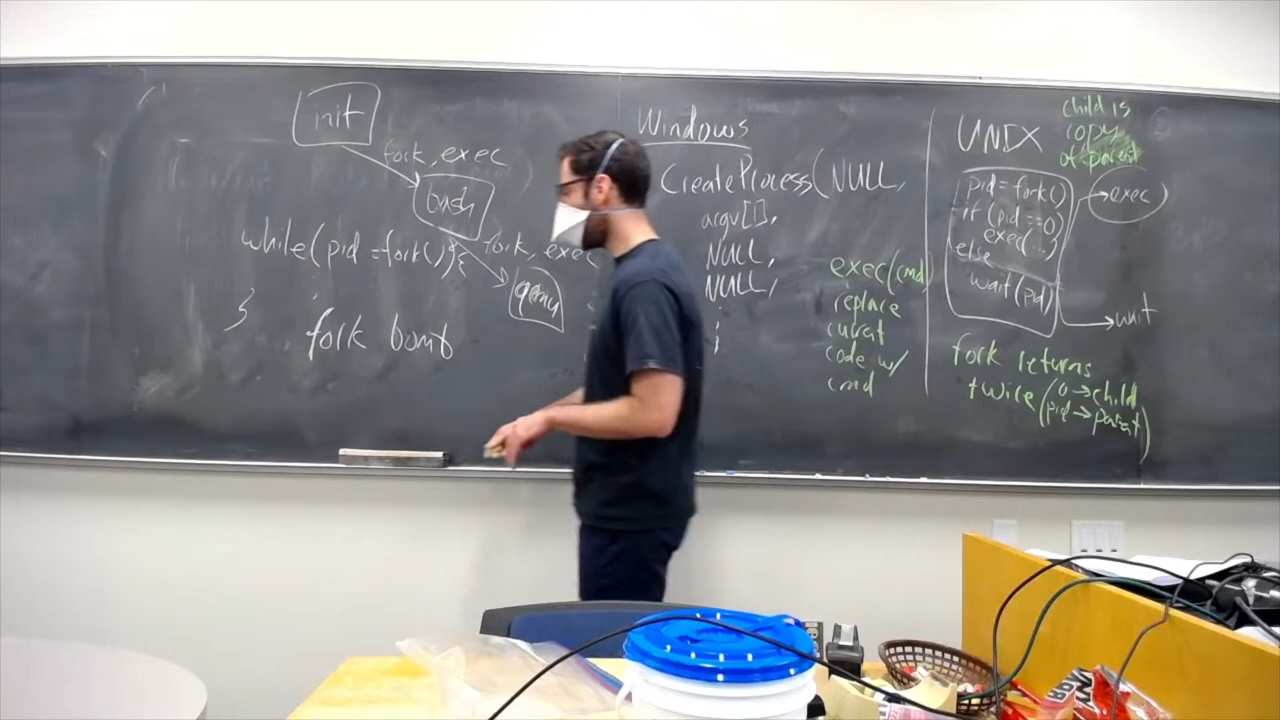 init
fork, exec
bash
while(pid = fork()){
fork, exec
qemu
}
fork bomb
Windows
CreateProcess(NULL,
argv[],
NULL,
NULL,
exec(cmd)
replace
curent
code w/
cmd
UNIX
child is
copy
of parent
pid = fork()
if (pid ==0)
exec(...)
else
wait(pid)
exec
wait
fork returns
twice (0→child
pid→parent)